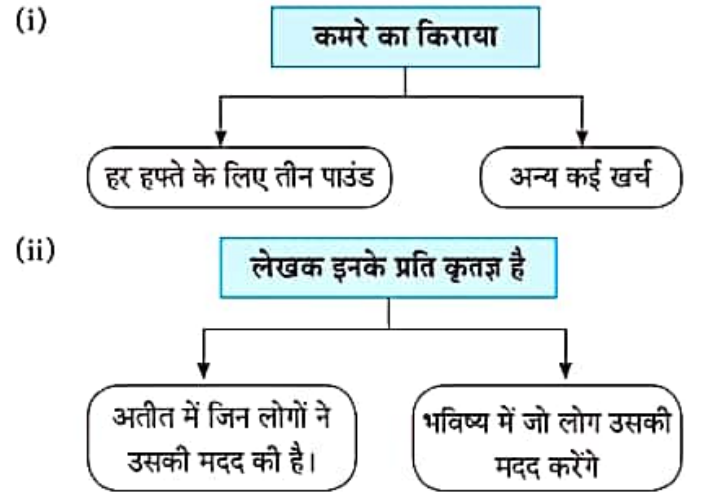 (i)
कमरे का किराया
हर हफ्ते के लिए तीन पाउंड
अन्य कई खर्च
(ii)
लेखक इनके प्रति कृतज्ञ है
अतीत में जिन लोगों ने
उसकी मदद की है।
भविष्य में जो लोग उसकी
मदद करेंगे